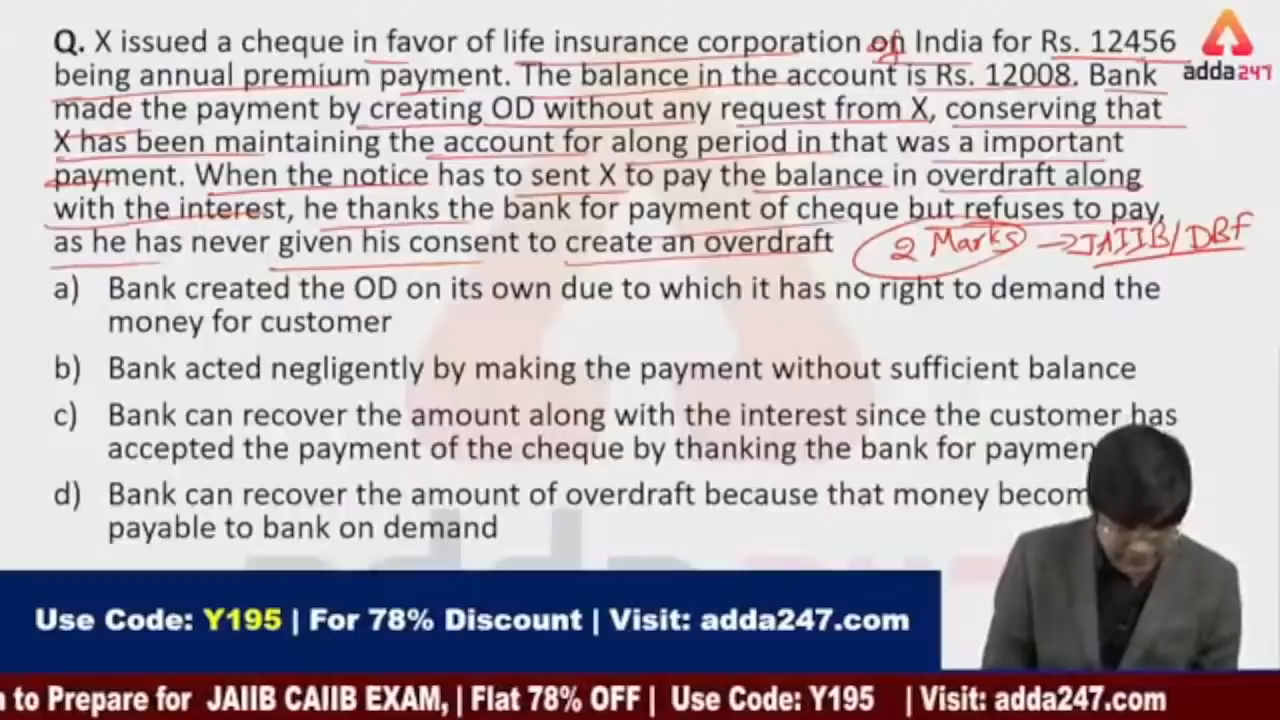 Q. X issued a cheque in favor of life insurance corporation of India for Rs. 12456
being annual premium payment. The balance in the account is Rs. 12008. Bank
made the payment by creating OD without any request from X, conserving that
X has been maintaining the account for along period in that was a important
payment. When the notice has to sent X to pay the balance in overdraft along
with the interest, he thanks the bank for payment of cheque but refuses to pay,
as he has never given his consent to create an overdraft
2 Marks → JAIIB/DBF
adda247
a) Bank created the OD on its own due to which it has no right to demand the
money for customer
b) Bank acted negligently by making the payment without sufficient balance
c) Bank can recover the amount along with the interest since the customer has
accepted the payment of the cheque by thanking the bank for paymen
d) Bank can recover the amount of overdraft because that money becom
payable to bank on demand
Use Code: Y195 | For 78% Discount | Visit: adda247.com
to Prepare for JAIIB CAIIB EXAM, | Flat 78% OFF | Use Code: Y195 | Visit: adda247.com